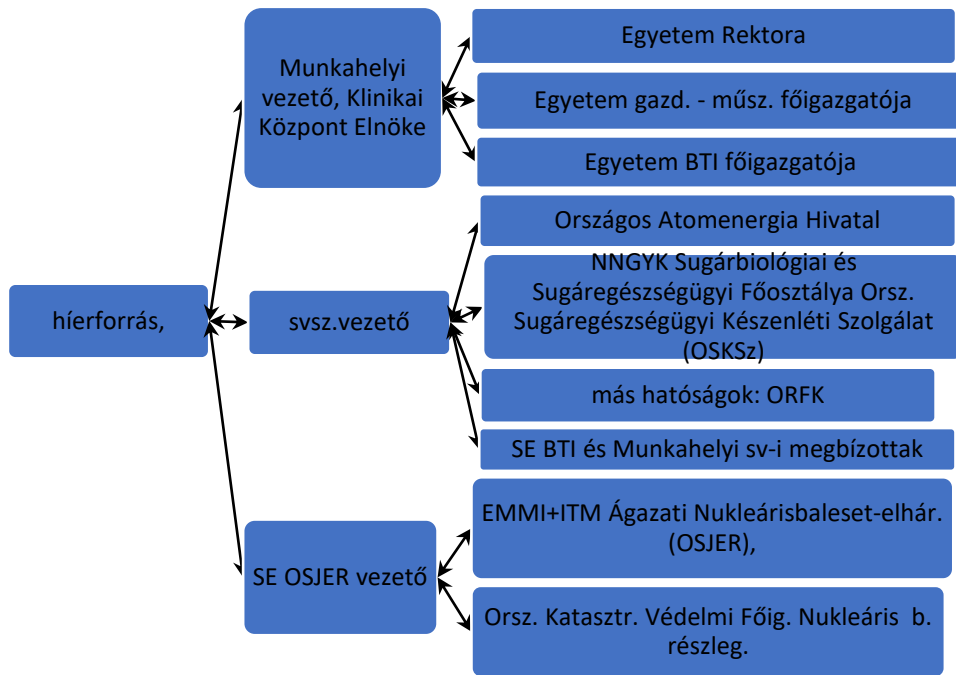 híerforrás,
Munkahelyi
vezető, Klinikai
Központ Elnöke
Egyetem Rektora
Egyetem gazd. - műsz. főigazgatója
Egyetem BTI főigazgatója
svsz.vezető
Országos Atomenergia Hivatal
NNGYK Sugárbiológiai és
Sugáregészségügyi Főosztálya Orsz.
Sugáregészségügyi Készenléti Szolgálat
(OSKSz)
más hatóságok: ORFK
SE BTI és Munkahelyi sv-i megbízottak
SE OSJER vezető
EMMI+ITM Ágazati Nukleárisbaleset-elhár.
(OSJER),
Orsz. Katasztr. Védelmi Főig. Nukleáris b.
részleg.